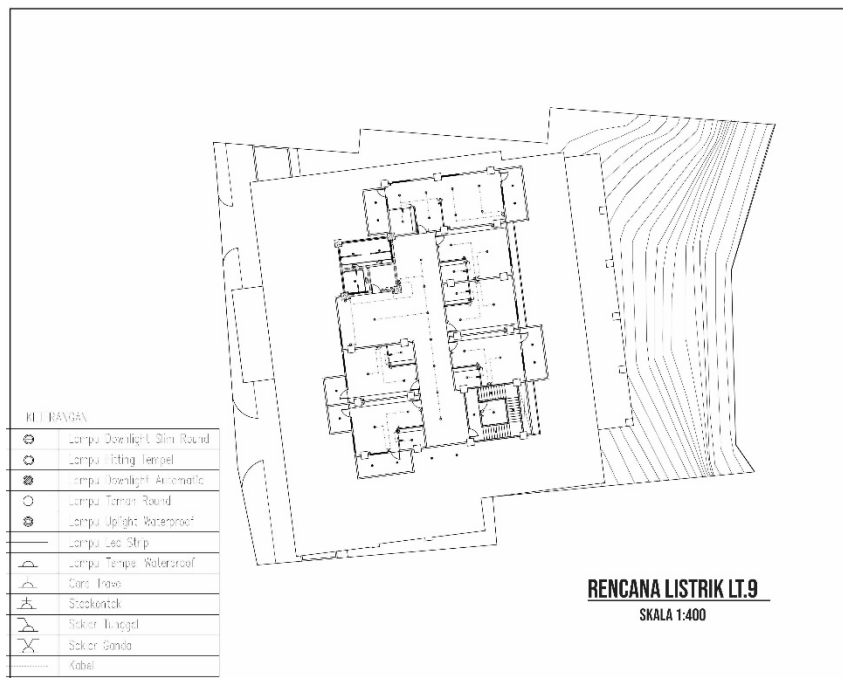 KETERANGAN
Lampu Downlight Slim Round
Lampu Fitting Tempel
Lampu Downlight Automatic
Lampu Taman Round
Lampu Uplight Waterproof
Lampu Led Strip
Lampu Tempel Waterproof
Stopkontak
Saklar Tunggal
Saklar Ganda
Kabel
RENCANA LISTRIK LT.9
SKALA 1:400